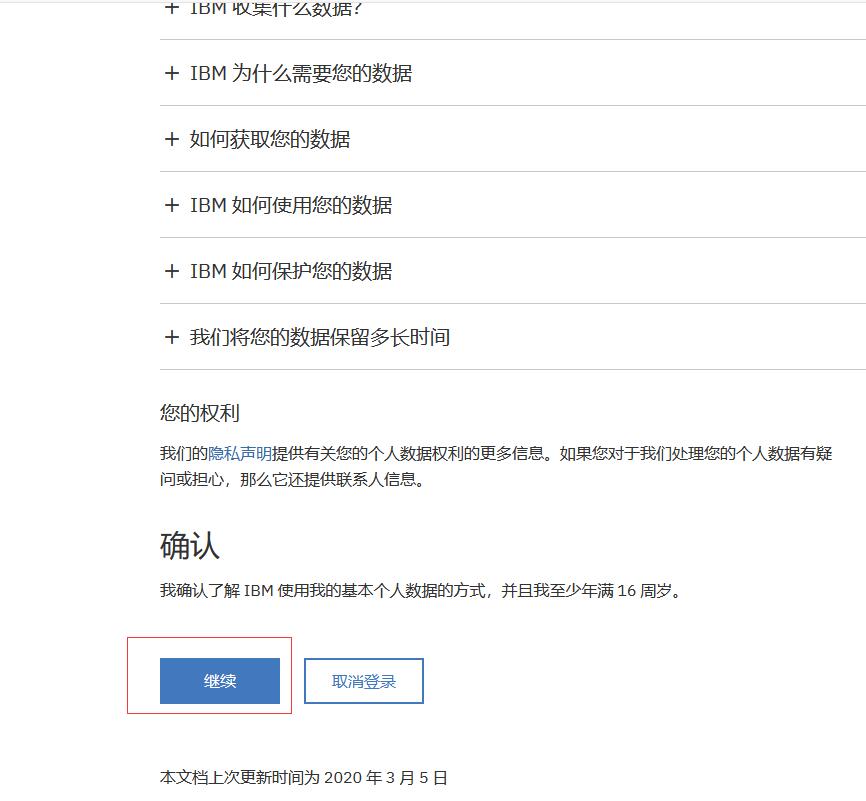 + IBM 收集什么数据?
+ IBM 为什么需要您的数据
+ 如何获取您的数据
+ IBM 如何使用您的数据
+ IBM 如何保护您的数据
+ 我们将您的数据保留多长时间
您的权利
我们的隐私声明提供有关您的个人数据权利的更多信息。如果您对于我们处理您的个人数据有疑
问或担心，那么它还提供联系人信息。
确认
我确认了解 IBM 使用我的基本个人数据的方式，并且我至少年满 16 周岁。
继续
取消登录
本文档上次更新时间为 2020 年 3 月 5 日